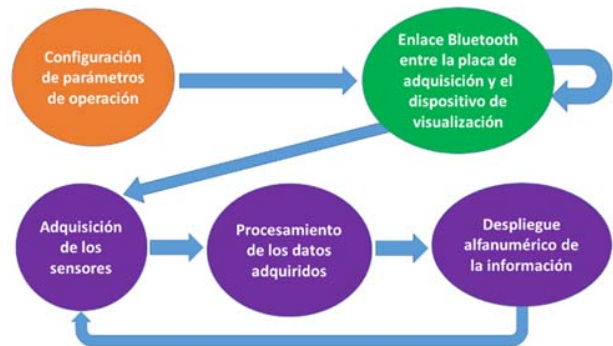 Configuración
de parámetros
de operación
Enlace Bluetooth
entre la placa de
adquisición y el
dispositivo de
visualización
Adquisición
de los
sensores
Procesamiento
de los datos
adquiridos
Despliegue
alfanumérico de
la información